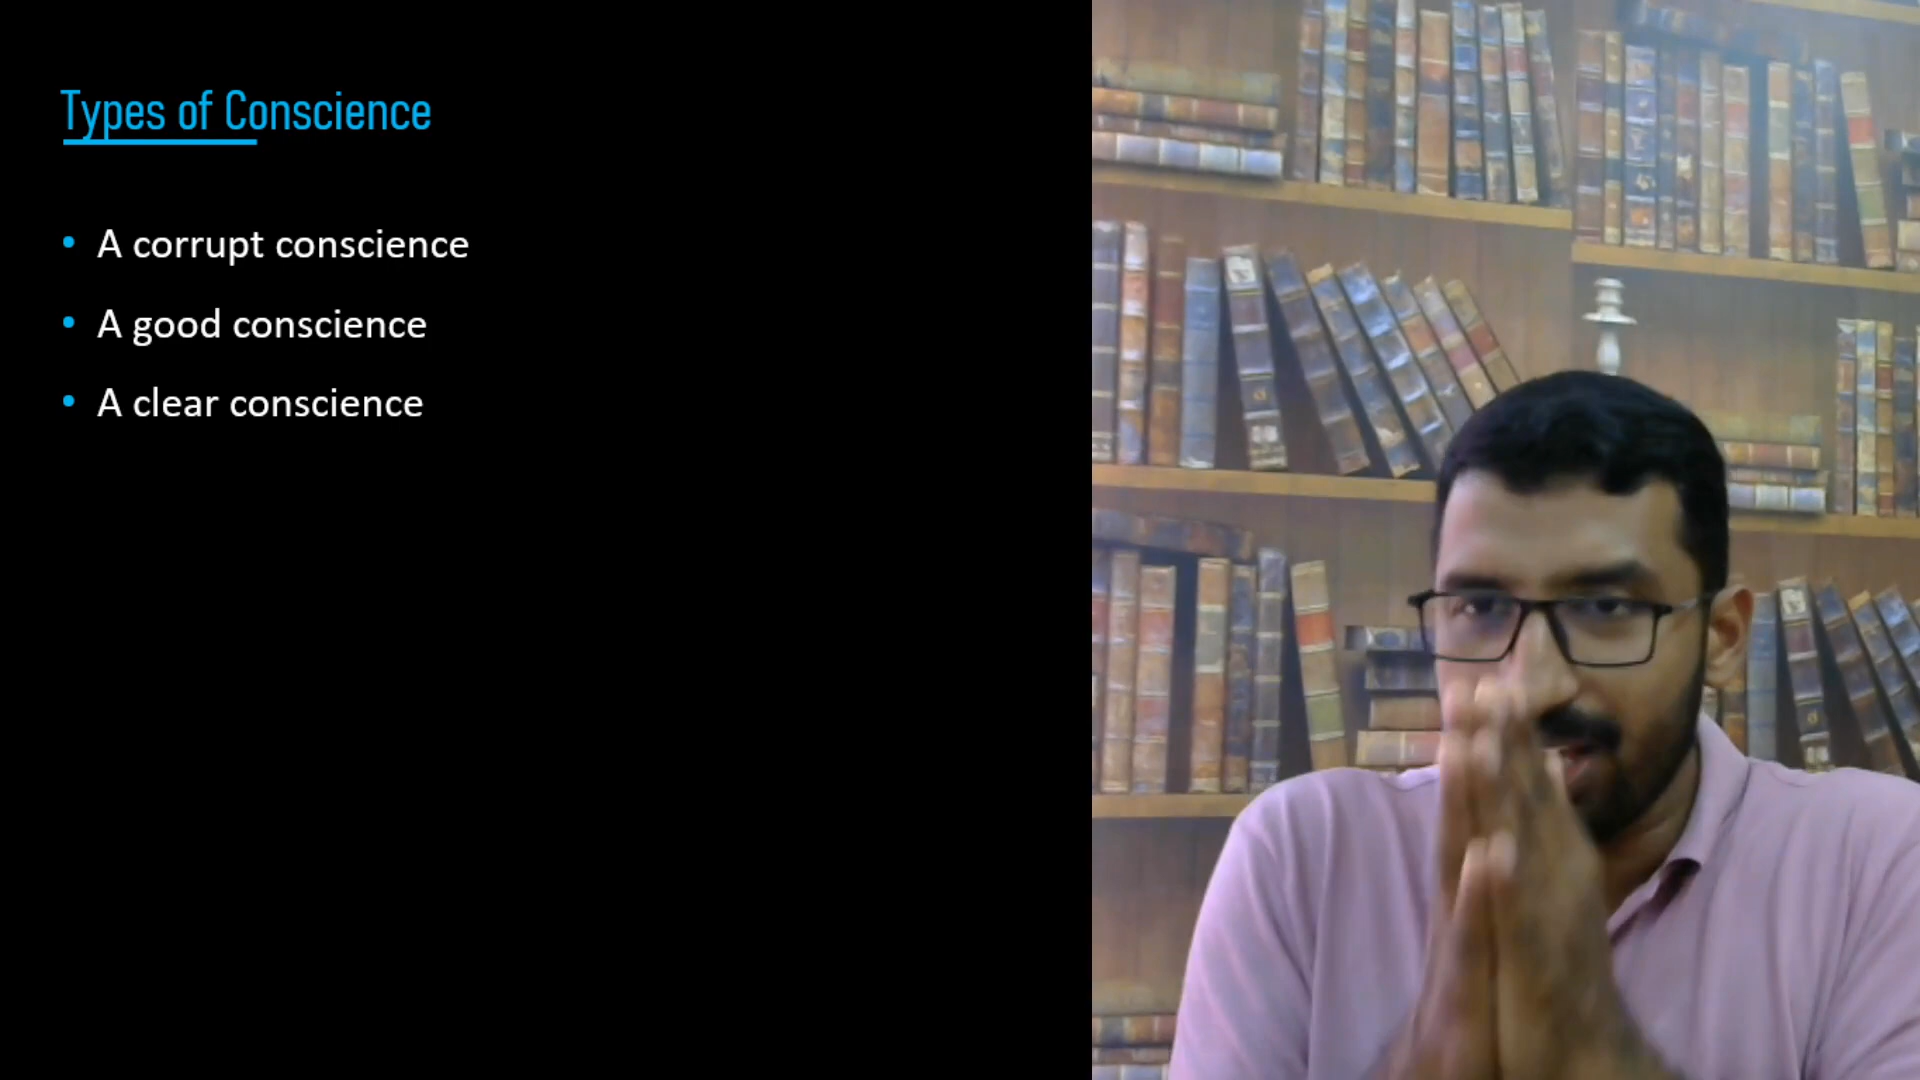 Types of Conscience
• A corrupt conscience
• A good conscience
• A clear conscience